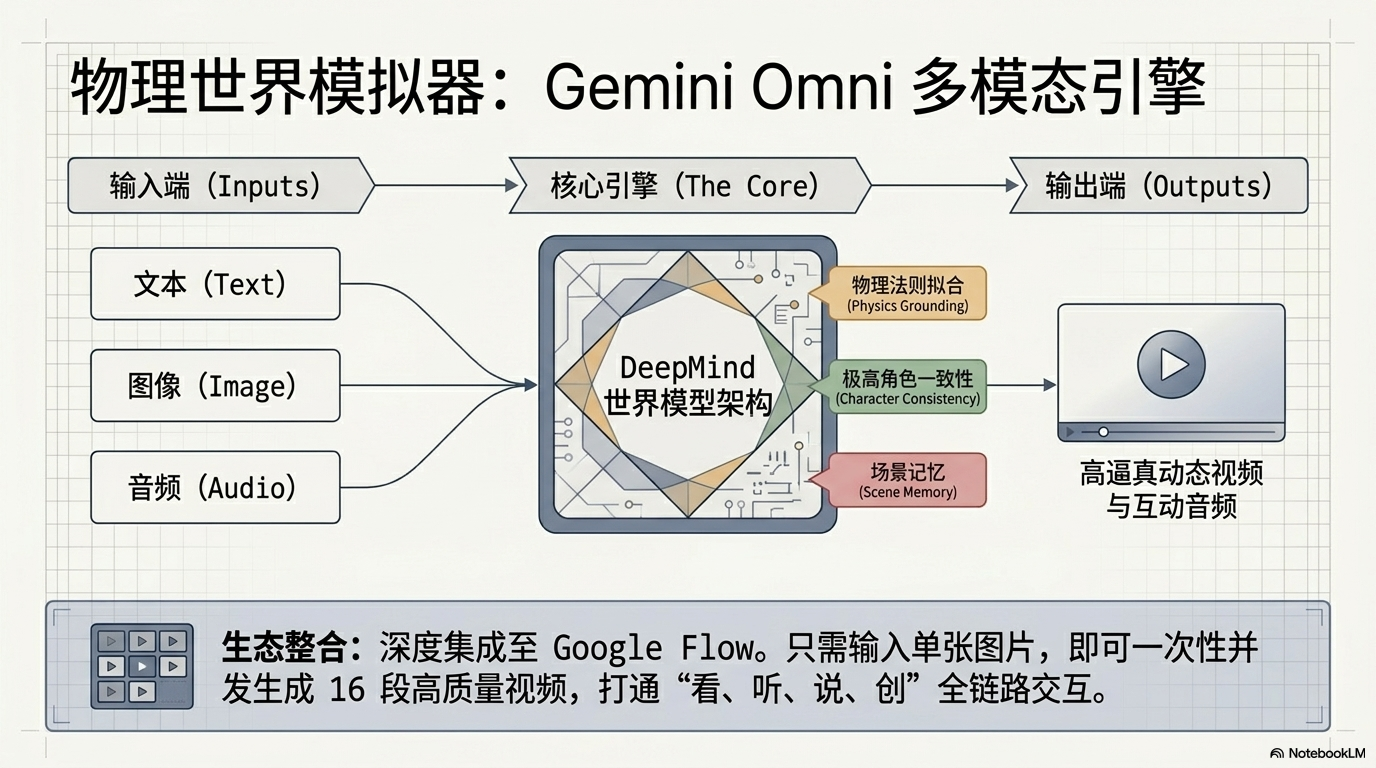 物理世界模拟器：Gemini Omni 多模态引擎
输入端（Inputs）
核心引擎（The Core）
输出端（Outputs）
文本（Text）
图像（Image）
音频（Audio）
DeepMind
世界模型架构
物理法则拟合
(Physics Grounding)
极高角色一致性
(Character Consistency)
场景记忆
(Scene Memory)
高逼真动态视频
与互动音频
生态整合：深度集成至 Google Flow。只需输入单张图片，即可一次性并
发生成 16 段高质量视频，打通“看、听、说、创”全链路交互。
NotebookLM